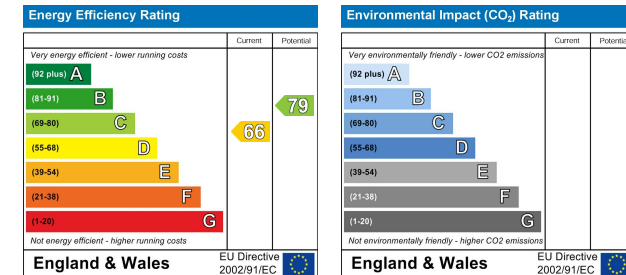 Energy Efficiency Rating
Current Potential
Very energy efficient - lower running costs
(92 plus) A
(81-91) B
(69-80) C
(55-68) D
(39-54) E
(21-38) F
(1-20) G
66
79
Not energy efficient - higher running costs
England & Wales
EU Directive
2002/91/EC
Environmental Impact (CO₂) Rating
Current Potential
Very environmentally friendly - lower CO2 emissions
(92 plus) A
(81-91) B
(69-80) C
(55-68) D
(39-54) E
(21-38) F
(1-20) G
Not environmentally friendly - higher CO2 emissions
England & Wales
EU Directive
2002/91/EC